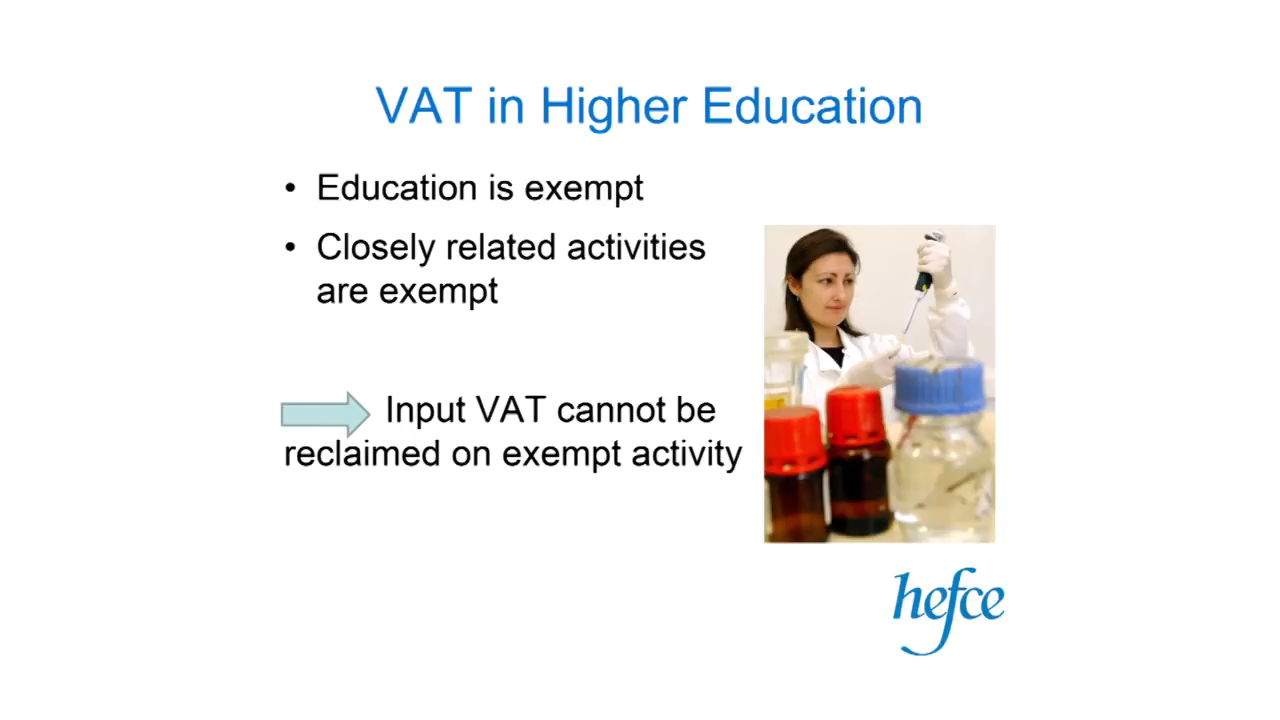 VAT in Higher Education
• Education is exempt
• Closely related activities
are exempt
Input VAT cannot be
reclaimed on exempt activity
hefce